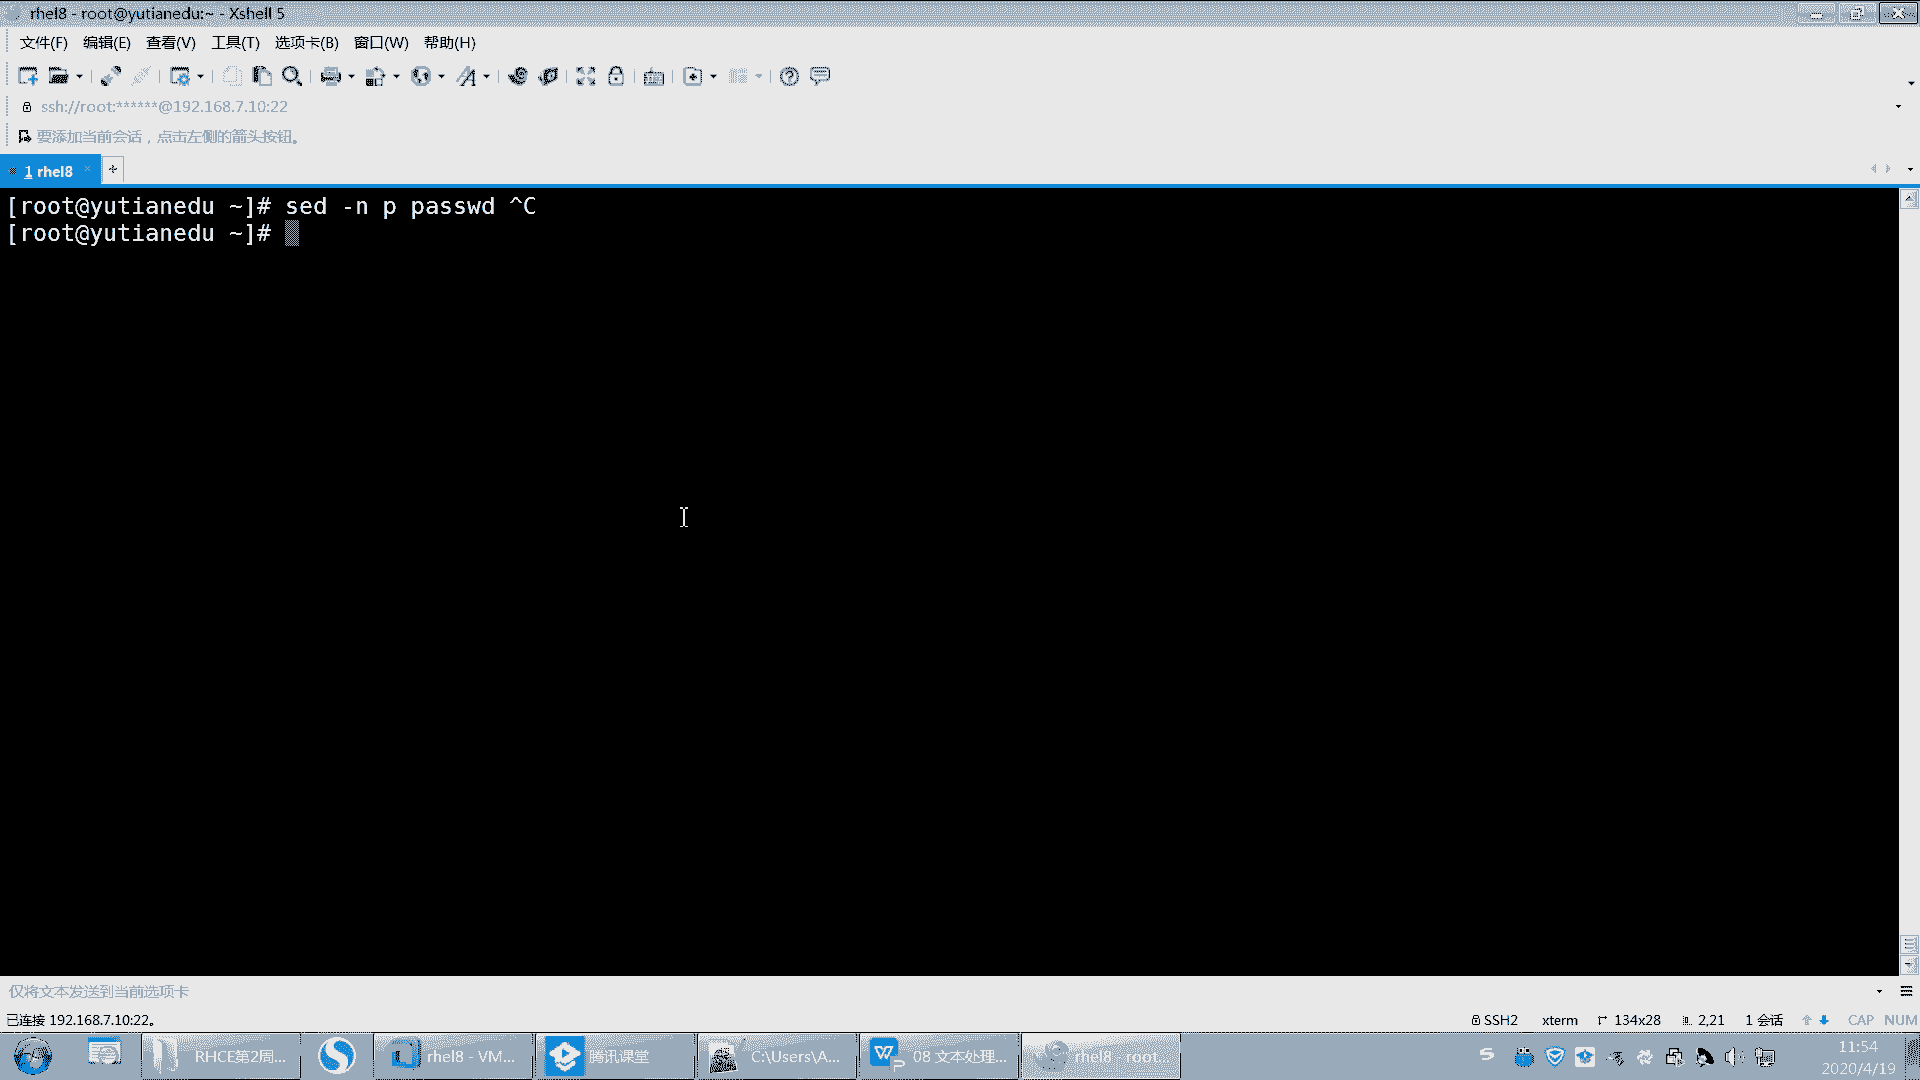 rhel8 - root@yutianedu:~ - Xshell 5
文件(F) 编辑(E) 查看(V) 工具(T) 选项卡(B) 窗口(W) 帮助(H)
ssh://root:******@192.168.7.10:22
要添加当前会话，点击左侧的箭头按钮。
1 rhel8
[root@yutianedu ~]# sed -n p passwd ^C
[root@yutianedu ~]#
仅将文本发送到当前选项卡
已连接 192.168.7.10:22。 SSH2 xterm 134x28 2,21 1 会话 CAP NUM
RHCE第2周... rhel8 - VM... 腾讯课堂 C:\Users\A... 08 文本处理... rhel8 - root... 11:54
2020/4/19